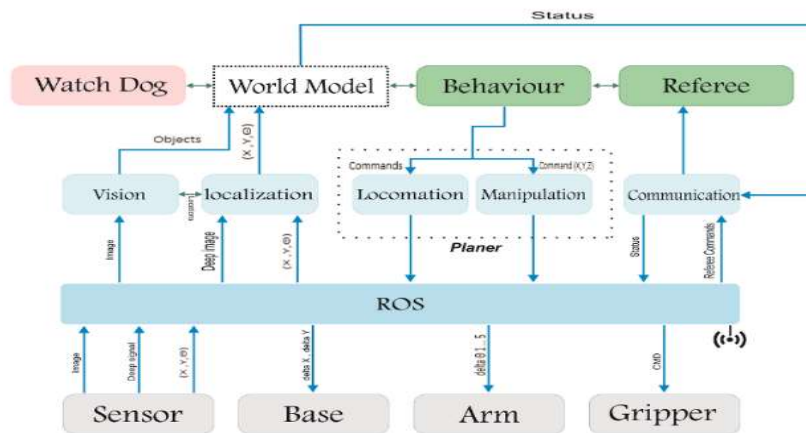 Status
Watch Dog
World Model
Behaviour
Referee
Objects
(X ,Y,Θ)
Commands
Command (X,Y,Z)
Vision
Location
localization
Locomation
Manipulation
Communication
Planer
Image
Deep image
(X ,Y,Θ)
Status
Referee Commands
ROS
Image
Deep signal
(X ,Y,Θ)
delta X , delta Y
delta Θ 1 ... 5
CMD
Sensor
Base
Arm
Gripper